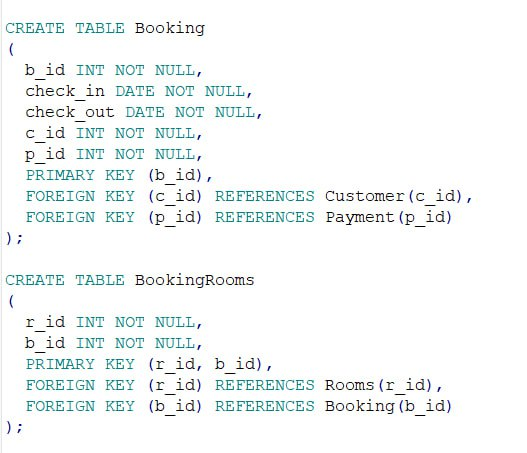 CREATE TABLE Booking
(
  b_id INT NOT NULL,
  check_in DATE NOT NULL,
  check_out DATE NOT NULL,
  c_id INT NOT NULL,
  p_id INT NOT NULL,
  PRIMARY KEY (b_id),
  FOREIGN KEY (c_id) REFERENCES Customer(c_id),
  FOREIGN KEY (p_id) REFERENCES Payment(p_id)
);

CREATE TABLE BookingRooms
(
  r_id INT NOT NULL,
  b_id INT NOT NULL,
  PRIMARY KEY (r_id, b_id),
  FOREIGN KEY (r_id) REFERENCES Rooms(r_id),
  FOREIGN KEY (b_id) REFERENCES Booking(b_id)
);